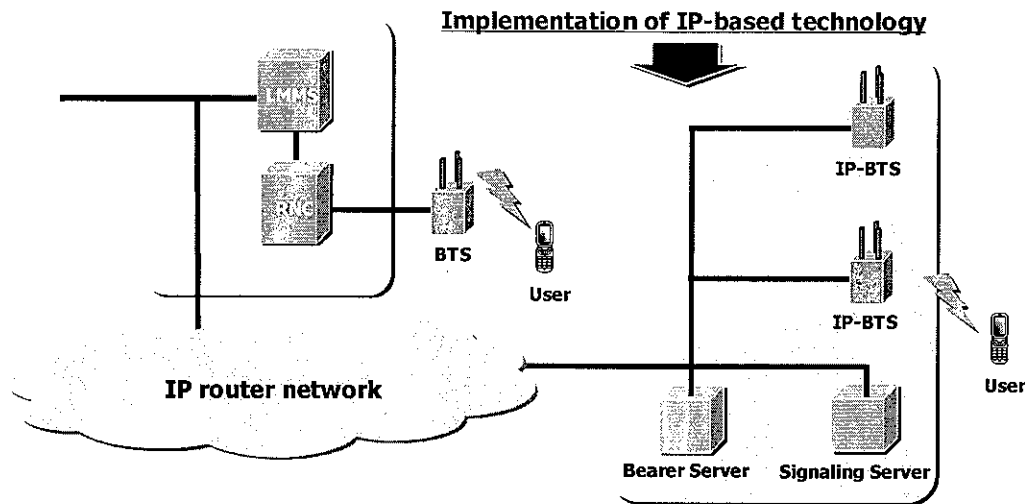 Implementation of IP-based technology
LMMS
RNC
BTS
User
IP-BTS
IP-BTS
User
IP router network
Bearer Server
Signaling Server